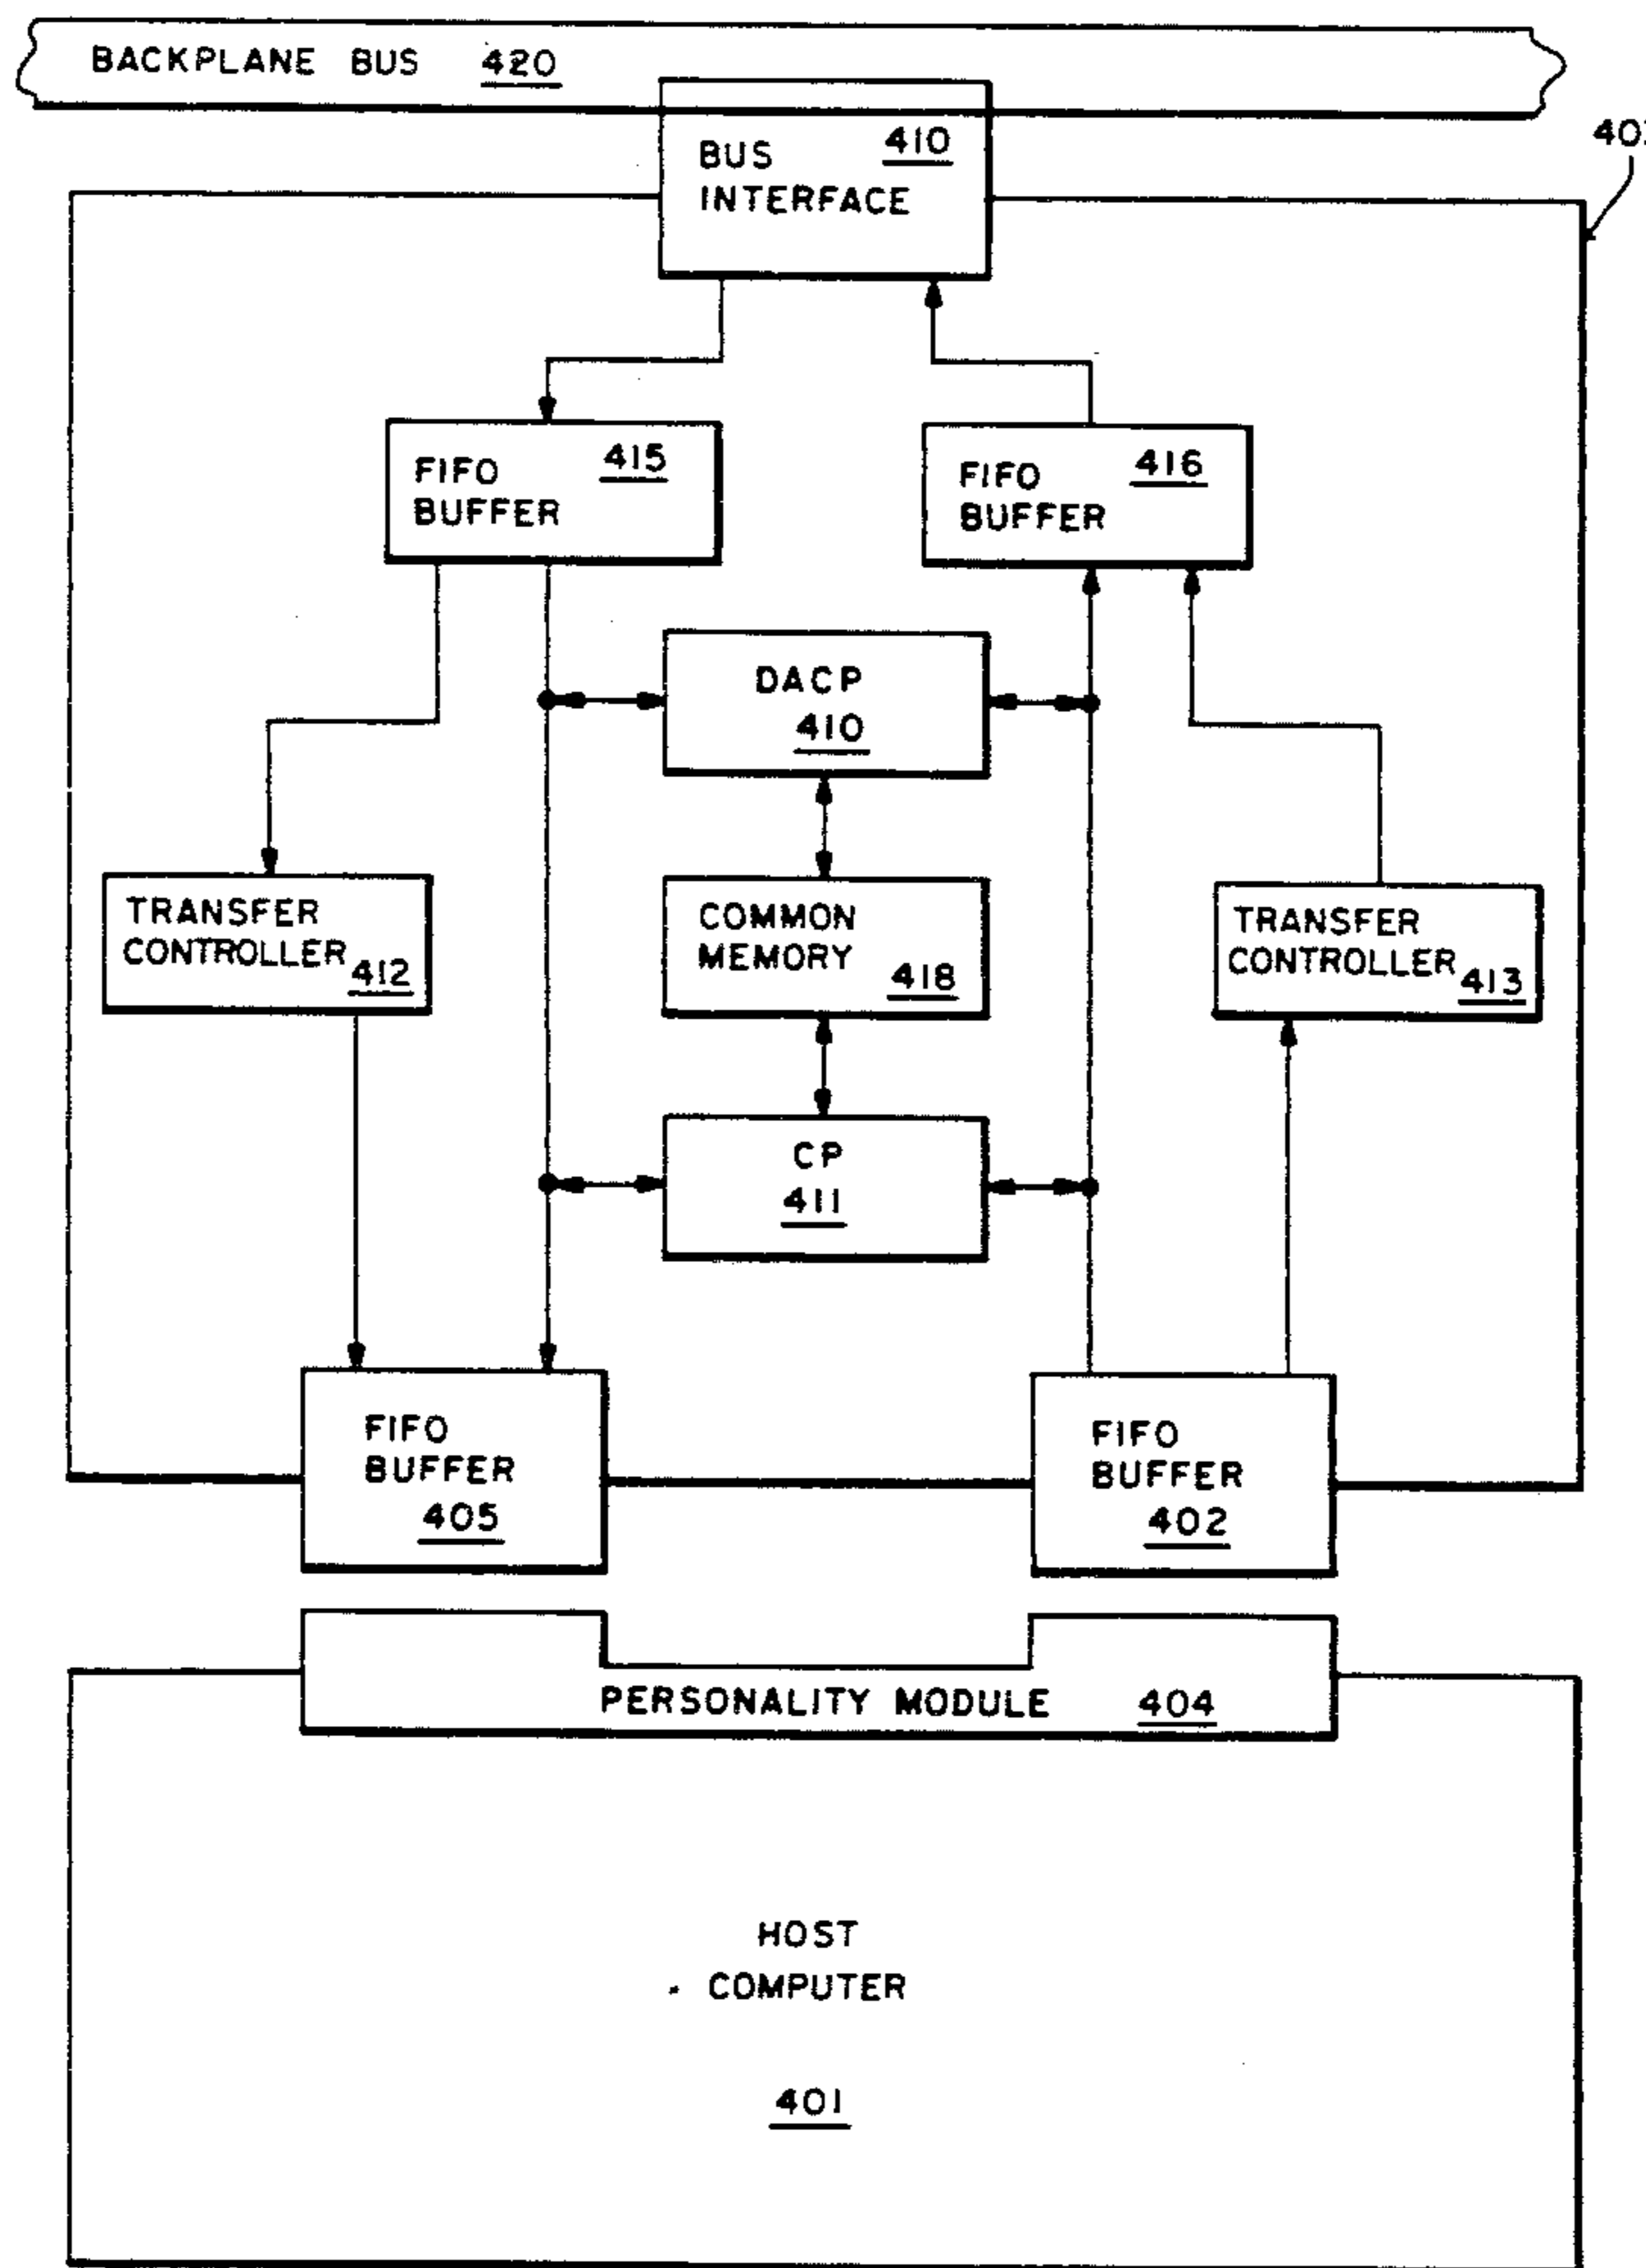 BACKPLANE BUS 420
BUS INTERFACE 410
FIFO BUFFER 415
FIFO BUFFER 416
DACP
410
TRANSFER CONTROLLER 412
COMMON MEMORY 418
TRANSFER CONTROLLER 413
CP
411
FIFO
BUFFER
405
FIFO
BUFFER
402
PERSONALITY MODULE 404
HOST
COMPUTER
401